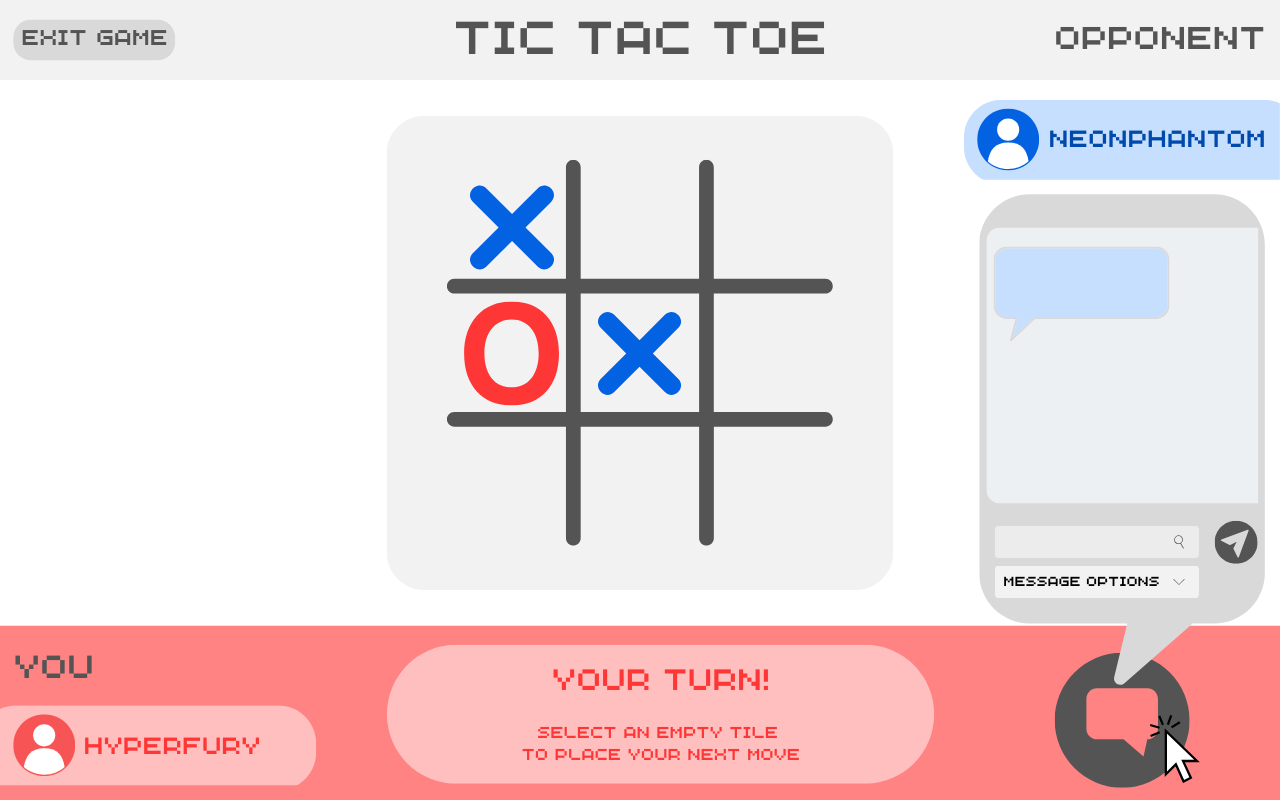 EXIT GAME
TIC TAC TOE
OPPONENT
NEONPHANTOM
X
O X
MESSAGE OPTIONS
YOU
HYPERFURY
YOUR TURN!
SELECT AN EMPTY TILE
TO PLACE YOUR NEXT MOVE